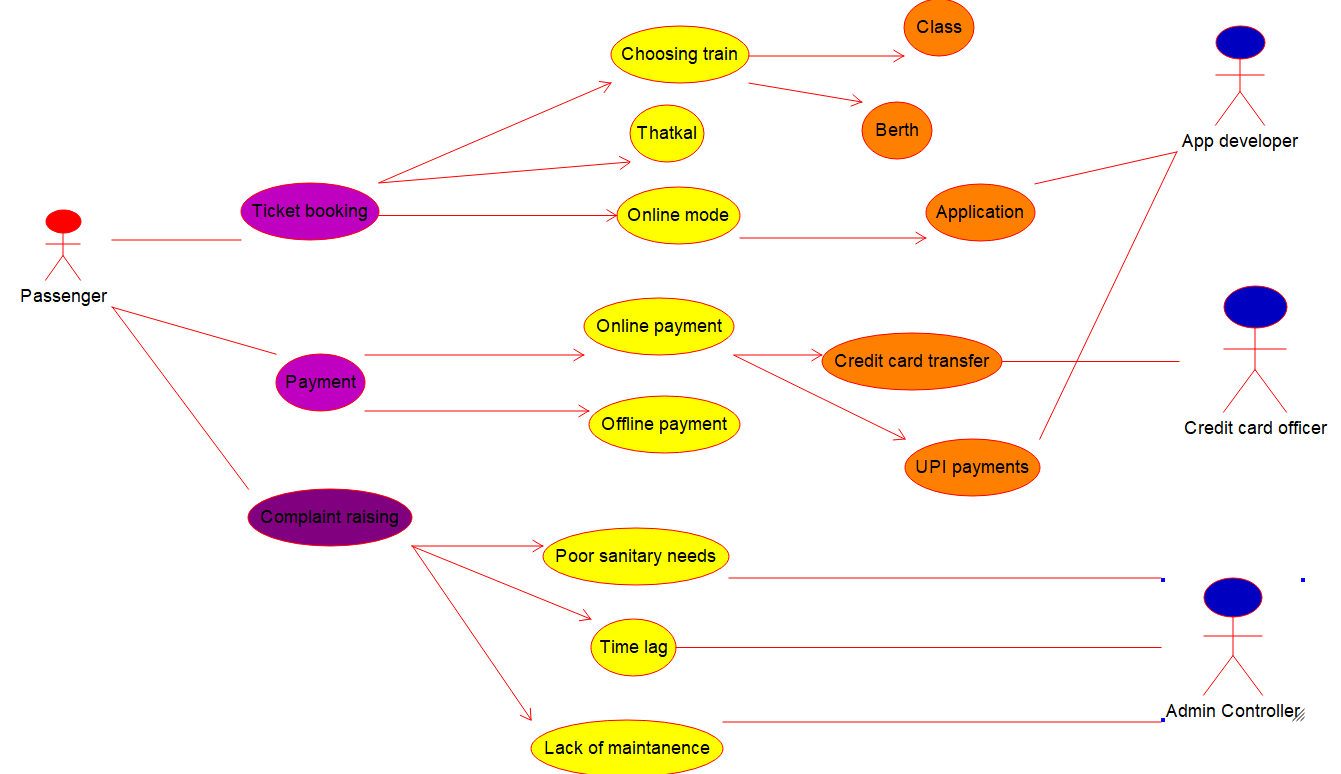 Class
Choosing train
Berth
Thatkal
App developer
Ticket booking
Online mode
Application
Passenger
Online payment
Credit card transfer
Payment
Offline payment
Credit card officer
UPI payments
Complaint raising
Poor sanitary needs
Time lag
Admin Controller
Lack of maintanence